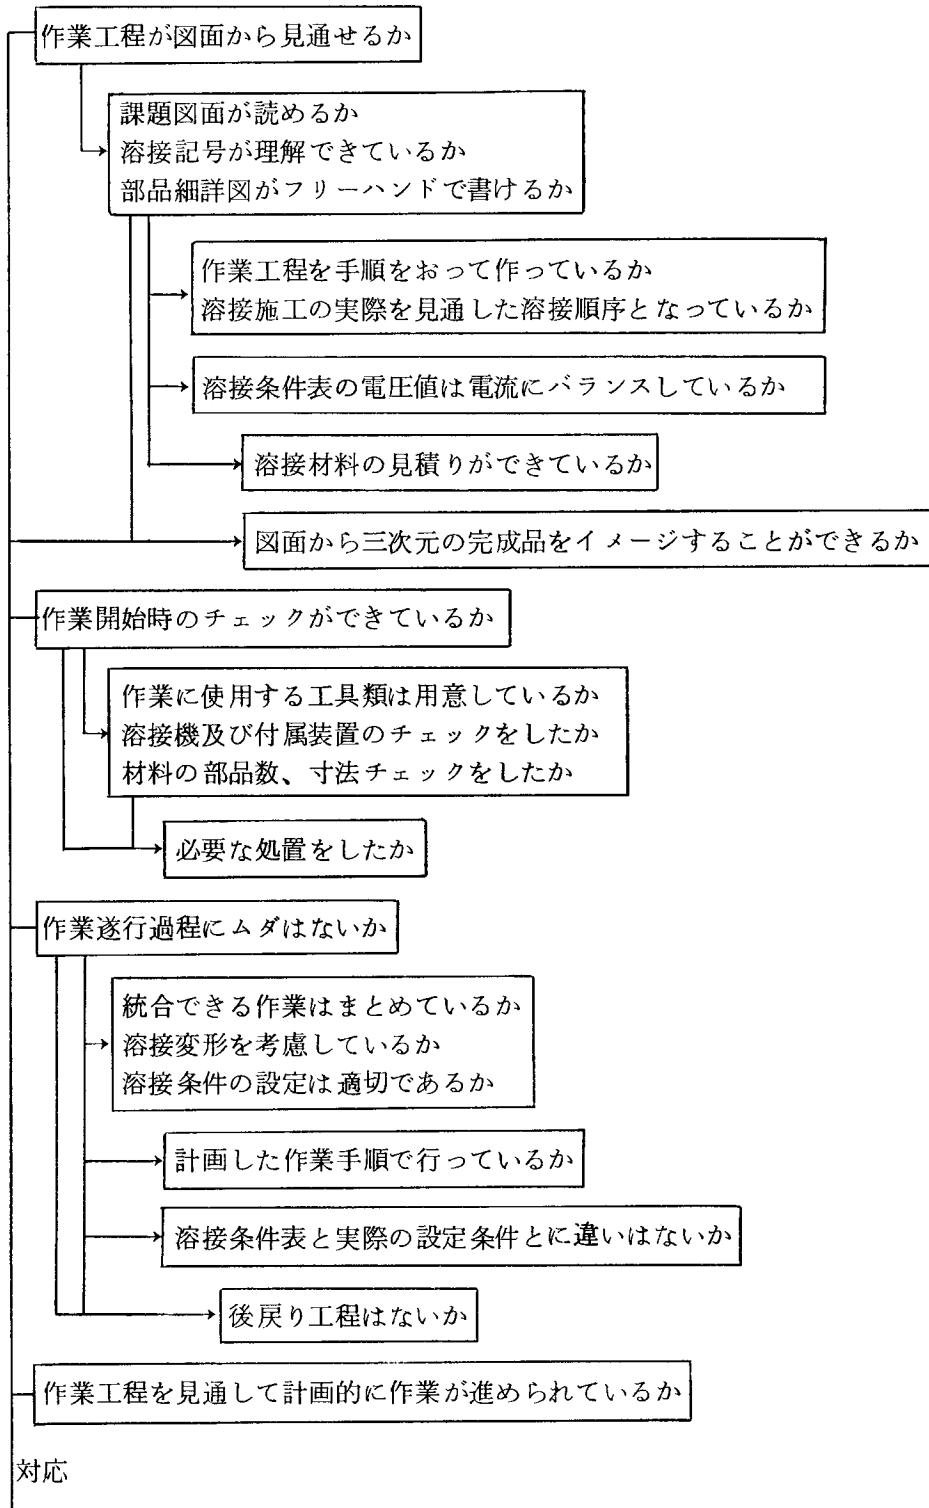 作業工程が図面から見通せるか
課題図面が読めるか
溶接記号が理解できているか
部品細詳図がフリーハンドで書けるか
作業工程を手順をおって作っているか
溶接施工の実際を見通した溶接順序となっているか
溶接条件表の電圧値は電流にバランスしているか
溶接材料の見積りができているか
図面から三次元の完成品をイメージすることができるか
作業開始時のチェックができているか
作業に使用する工具類は用意しているか
溶接機及び付属装置のチェックをしたか
材料の部品数、寸法チェックをしたか
必要な処置をしたか
作業遂行過程にムダはないか
統合できる作業はまとめているか
溶接変形を考慮しているか
溶接条件の設定は適切であるか
計画した作業手順で行っているか
溶接条件表と実際の設定条件とに違いはないか
後戻り工程はないか
作業工程を見通して計画的に作業が進められているか
対応